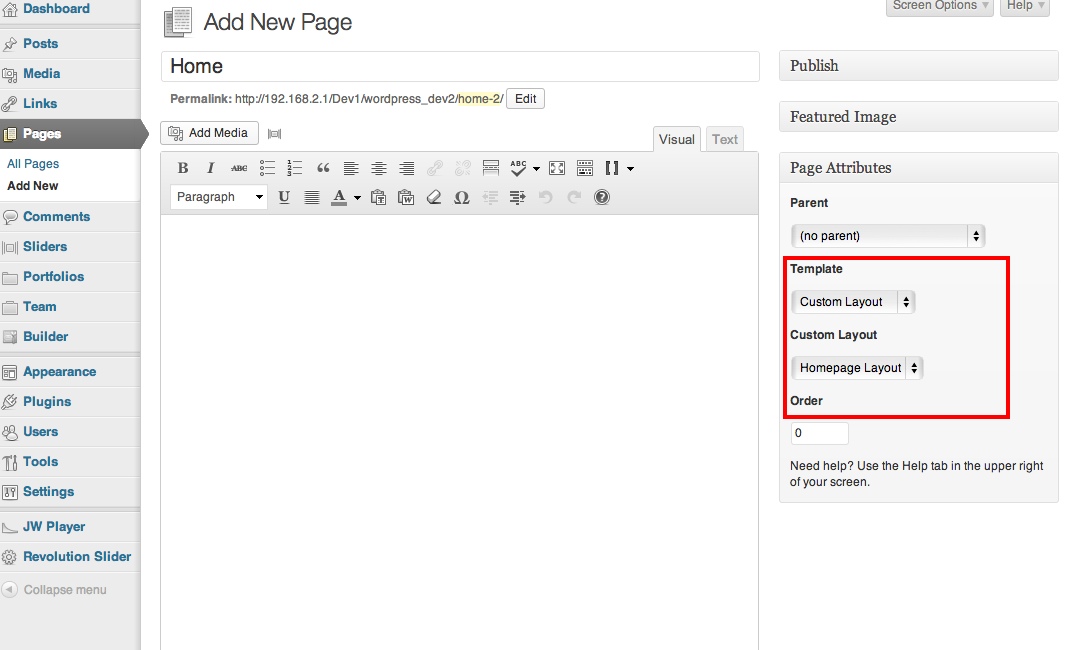 Dashboard
Posts
Media
Links
Pages
All Pages
Add New
Comments
Sliders
Portfolios
Team
Builder
Appearance
Plugins
Users
Tools
Settings
JW Player
Revolution Slider
Collapse menu
Screen Options
Help
Add New Page
Home
Permalink: http://192.168.2.1/Dev1/wordpress_dev2/home-2/ Edit
Add Media
Visual Text
B I ABC ABC
Paragraph U A
Publish
Featured Image
Page Attributes
Parent
(no parent)
Template
Custom Layout
Custom Layout
Homepage Layout
Order
0
Need help? Use the Help tab in the upper right
of your screen.